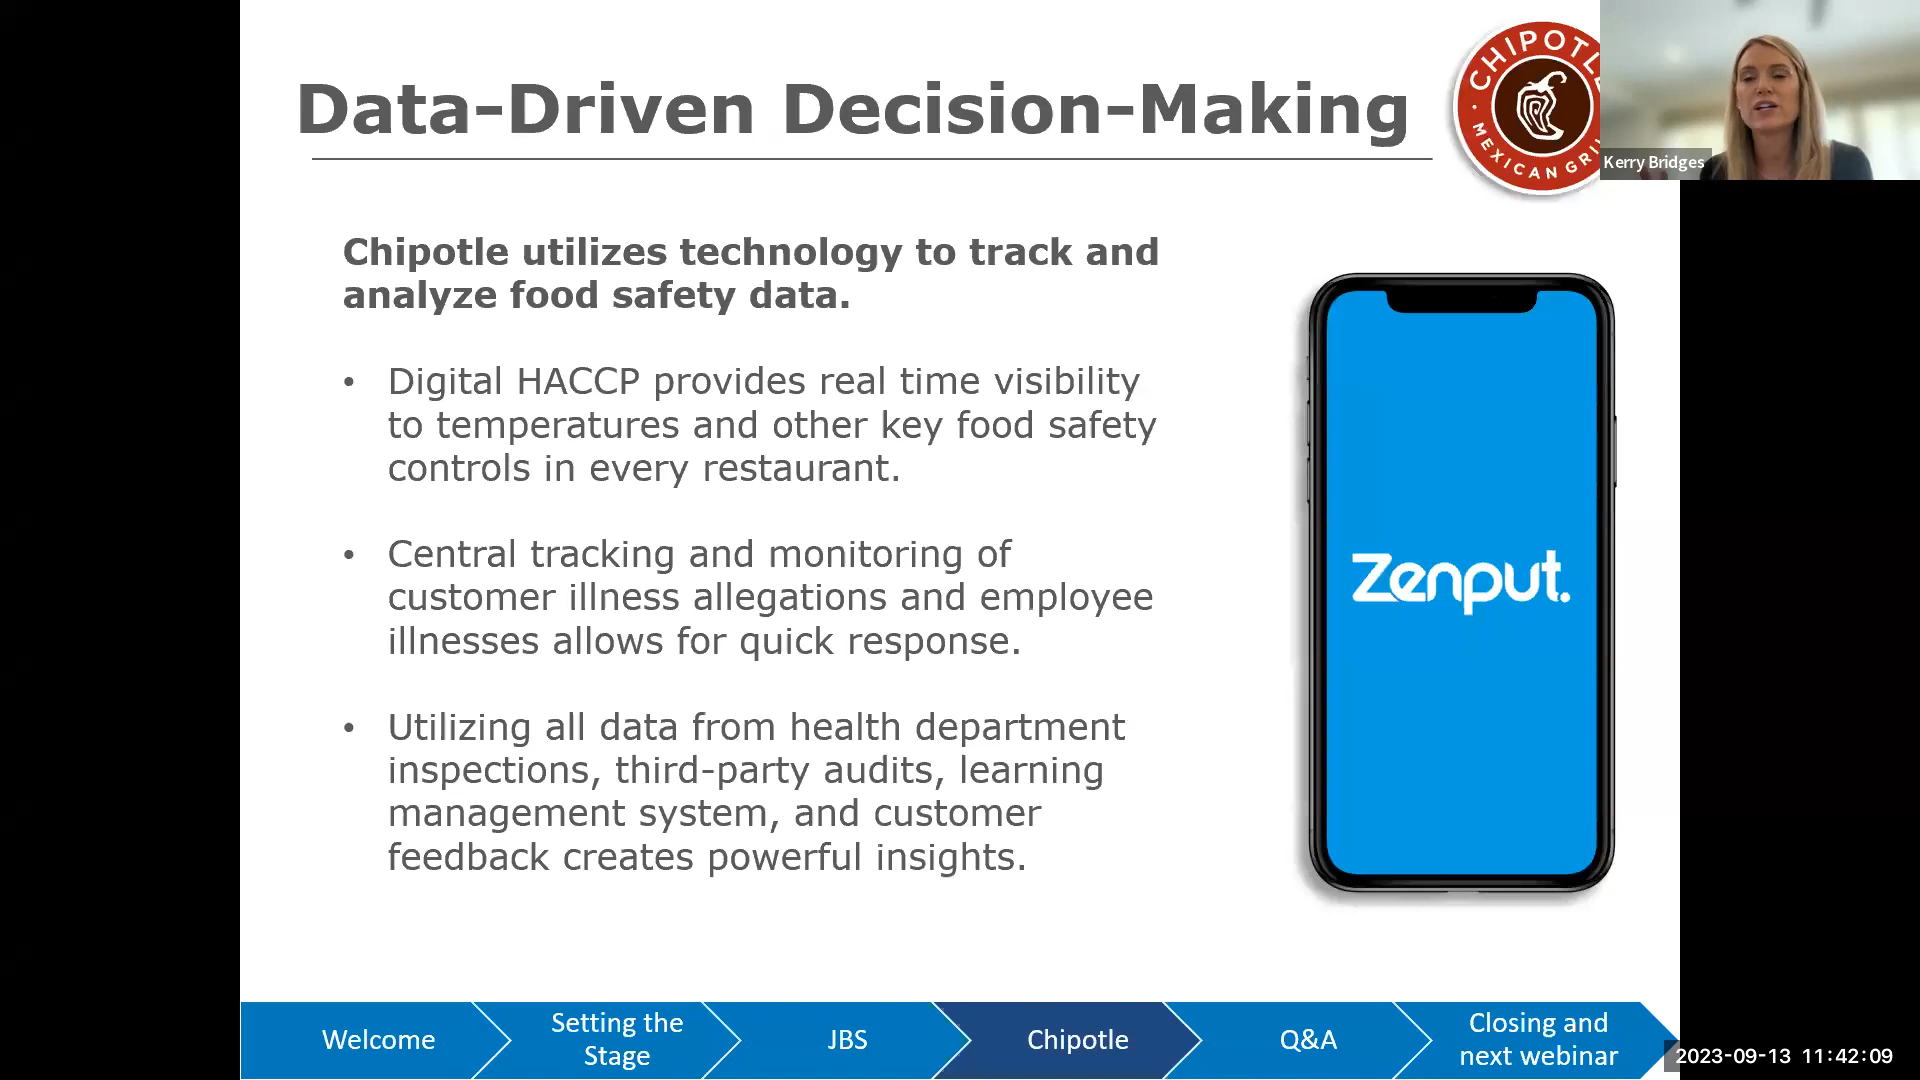 Data-Driven Decision-Making
CHIPOTLE
MEXICAN GRILL
Kerry Bridges
Chipotle utilizes technology to track and
analyze food safety data.
• Digital HACCP provides real time visibility
to temperatures and other key food safety
controls in every restaurant.
• Central tracking and monitoring of
customer illness allegations and employee
illnesses allows for quick response.
• Utilizing all data from health department
inspections, third-party audits, learning
management system, and customer
feedback creates powerful insights.
Zenput.
Welcome
Setting the
Stage
JBS
Chipotle
Q&A
Closing and
next webinar
2023-09-13 11:42:09